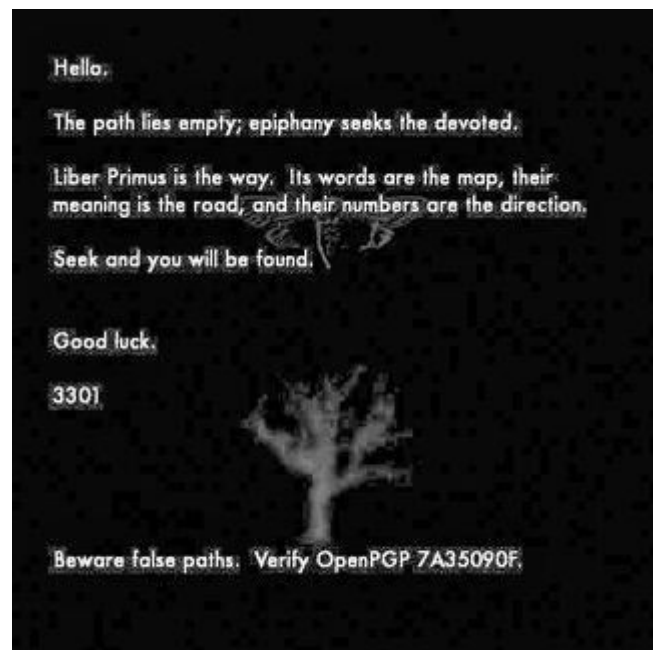 Hello.
The path lies empty; epiphany seeks the devoted.
Liber Primus is the way.  Its words are the map, their
meaning is the road, and their numbers are the direction.
Seek and you will be found.
Good luck.
3301
Beware false paths.  Verify OpenPGP 7A35090F.